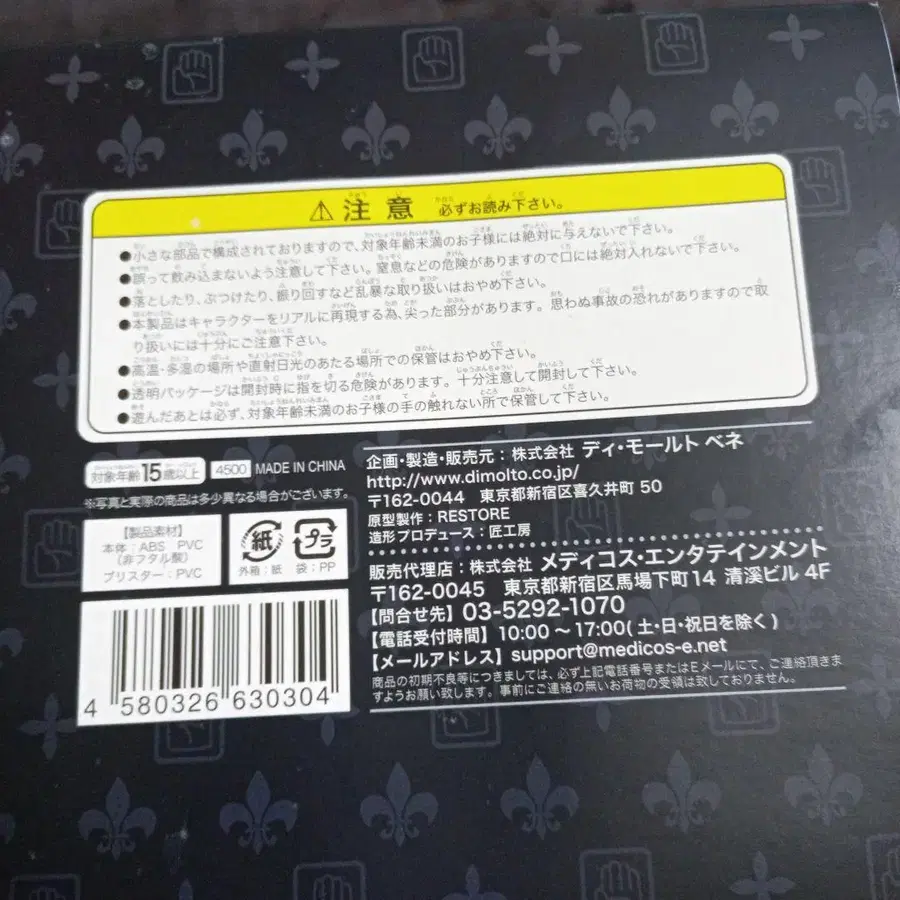 注意 必ずお読み下さい。
●小さな部品で構成されておりますので、対象年齢未満のお子様には絶対に与えないで下さい。
●誤って飲み込まないよう注意して下さい。窒息などの危険がありますので口には絶対入れないで下さい。
●落としたり、ぶつけたり、振り回すなど乱暴な取り扱いはおやめ下さい。
●本製品はキャラクターをリアルに再現する為、尖った部分があります。思わぬ事故の恐れがありますので取
り扱いには十分にご注意下さい。
●高温・多湿の場所や直射日光のあたる場所での保管はおやめ下さい。
●透明パッケージは開封時に指を切る危険があります。十分注意して開封して下さい。
●遊んだあとは必ず、対象年齢未満のお子様の手の触れない所で保管して下さい。
対象年齢15歳以上 4500 MADE IN CHINA
※写真と実際の商品は多少異なる場合がございます。
【製品素材】
本体:ABS PVC
(非フタル酸)
ブリスター:PVC
紙 プラ
外箱:紙 袋:PP
4 580326 630304
企画・製造・販売元:株式会社 ディ・モールト ベネ
http://www.dimolto.co.jp/
〒162-0044 東京都新宿区喜久井町 50
原型製作:RESTORE
造形プロデュース:匠工房
販売代理店:株式会社 メディコス・エンタテインメント
〒162-0045 東京都新宿区馬場下町14 清溪ビル 4F
【問合せ先】03-5292-1070
【電話受付時間】10:00～17:00(土・日・祝日を除く)
【メールアドレス】support@medicos-e.net
商品の初期不良等につきましては、必ず上記電話番号またはEメールにて、ご連絡頂きま
すようお願い致します。事前にご連絡の無いお荷物の受領は致しておりません。